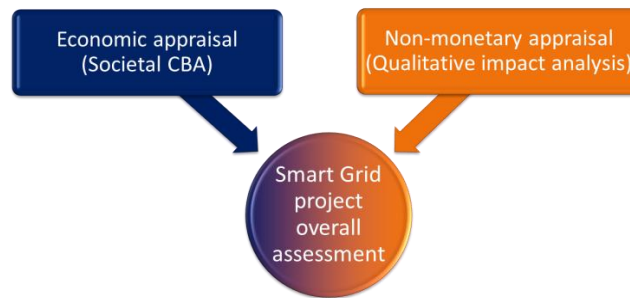 Economic appraisal
(Societal CBA)
Non-monetary appraisal
(Qualitative impact analysis)
Smart Grid
project
overall
assessment